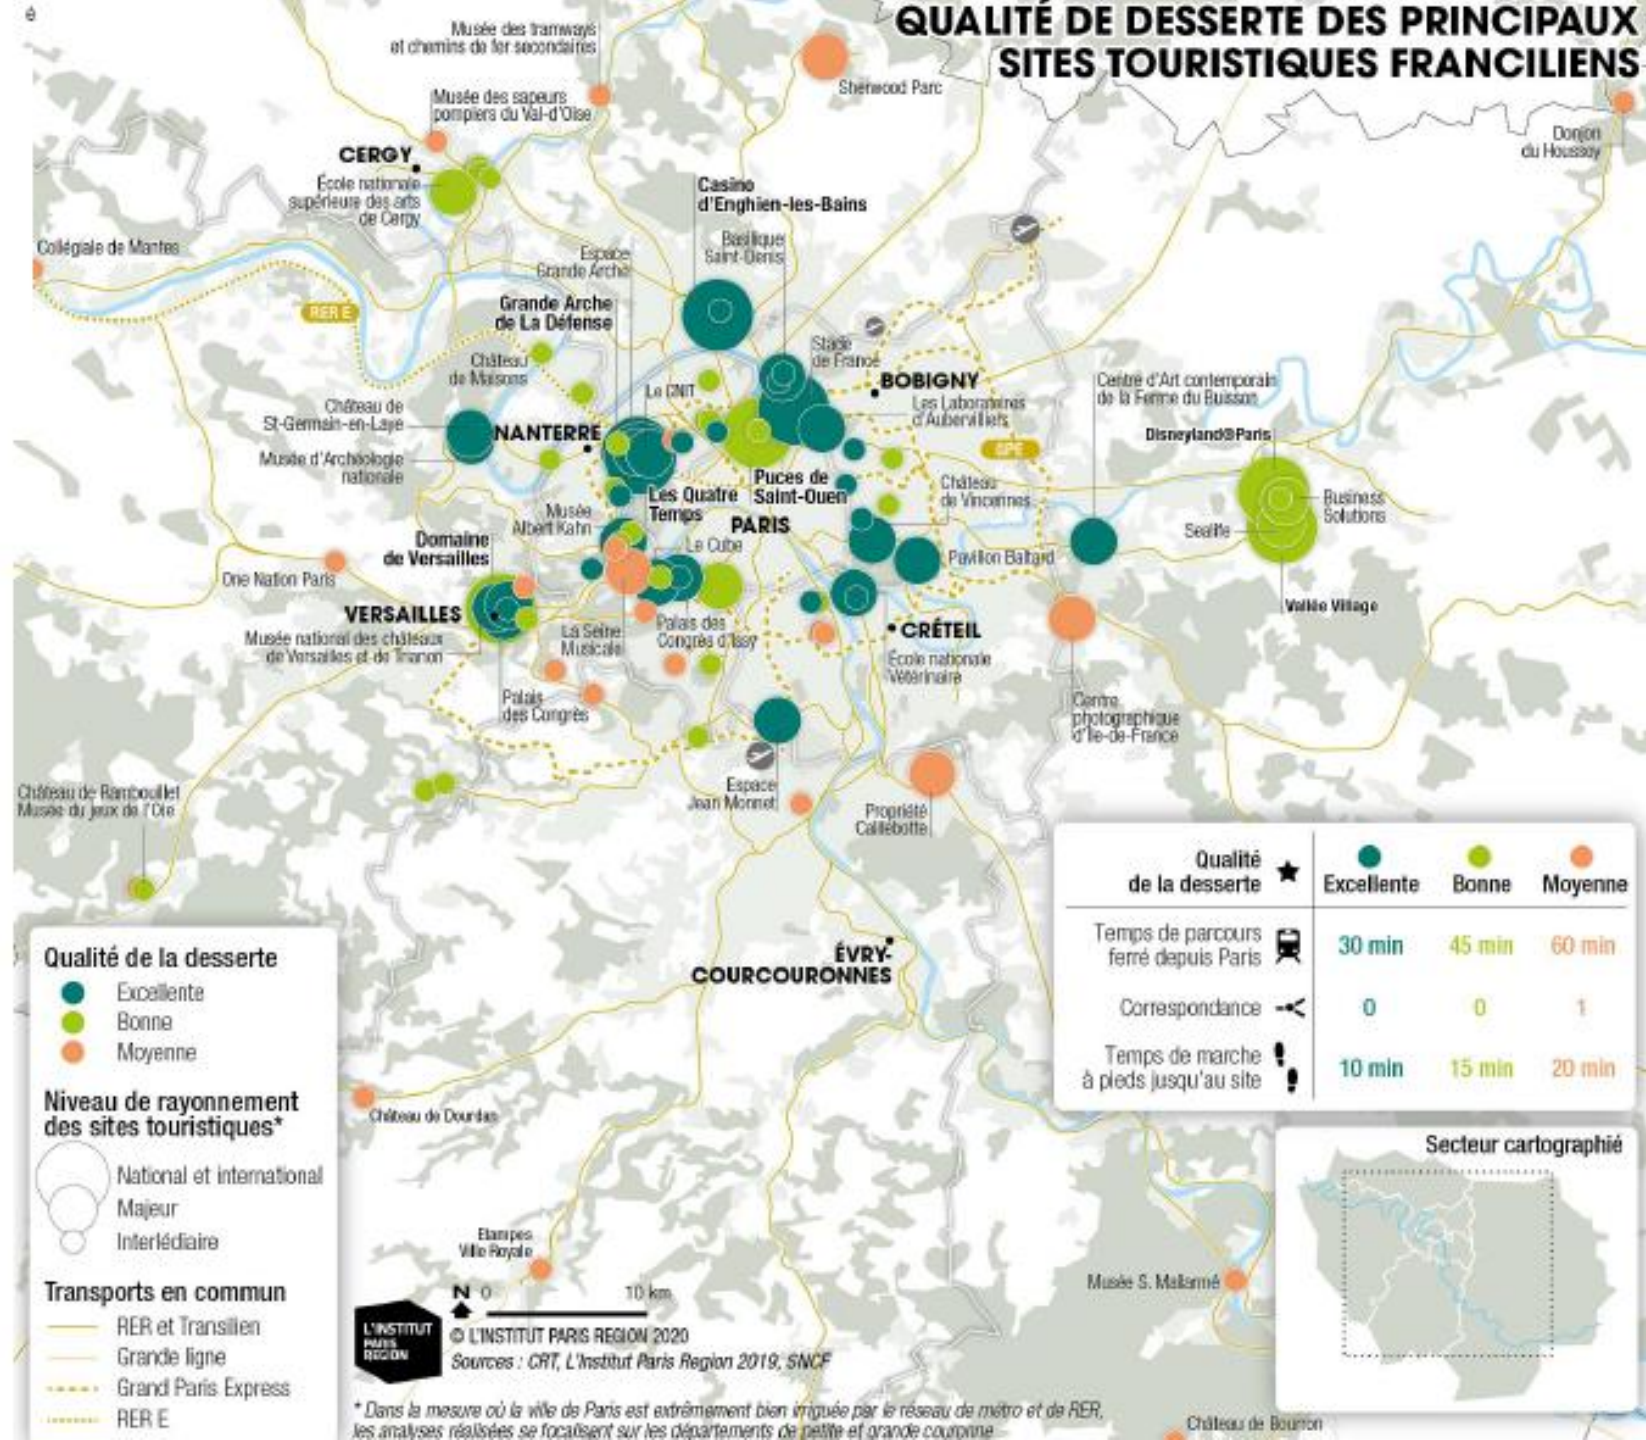 é
QUALITÉ DE DESSERTE DES PRINCIPAUX
SITES TOURISTIQUES FRANCILIENS
Musée des tramways
et chemins de fer secondaires
Sherwood Parc
Musée des sapeurs
pompiers du Val-d'Oise
Donjon
du Houssoy
CERGY
École nationale
supérieure des arts
de Cergy
Casino
d'Enghien-les-Bains
Collégiale de Mantes
Espace
Grande Arche
Basilique
Saint-Denis
RER E
Grande Arche
de La Défense
Stade
de France
Château
de Maisons
Le CNIT
BOBIGNY
Les Laboratoires
d'Aubervilliers
Centre d'Art contemporain
de la Ferme du Buisson
Château de
St-Germain-en-Laye
NANTERRE
Disneyland®Paris
Musée d'Archéologie
nationale
GPE
Puces de
Saint-Ouen
Château
de Vincennes
Les Quatre
Temps
Business
Solutions
Musée
Albert Kahn
PARIS
Sealife
Domaine
de Versailles
Le Cube
Pavillon Baltard
One Nation Paris
Vallée Village
VERSAILLES
Musée national des châteaux
de Versailles et de Trianon
La Seine
Musicale
Palais des
Congrès d'Issy
CRÉTEIL
École nationale
Vétérinaire
Palais
des Congrès
Centre
photographique
d'Île-de-France
Château de Rambouillet
Musée du jeux de l'Oie
Espace
Jean Monnet
Propriété
Caillebotte
Qualité
de la desserte
Excellente Bonne Moyenne
Temps de parcours
ferré depuis Paris
30 min 45 min 60 min
Correspondance 0 0 1
Temps de marche
à pieds jusqu'au site
10 min 15 min 20 min
ÉVRY-
COURCOURONNES
Qualité de la desserte
Excellente
Bonne
Moyenne
Niveau de rayonnement
des sites touristiques*
National et international
Majeur
Interlédiaire
Transports en commun
RER et Transilien
Grande ligne
Grand Paris Express
RER E
Château de Dourdan
Secteur cartographié
Etampes
Ville Royale
Musée S. Mallarmé
N 0 10 km
L'INSTITUT
PARIS
REGION
© L'INSTITUT PARIS REGION 2020
Sources : CRT, L'Institut Paris Region 2019, SNCF
* Dans la mesure où la ville de Paris est extrêmement bien irriguée par le réseau de métro et de RER,
les analyses réalisées se focalisent sur les départements de petite et grande couronne
Château de Bourron